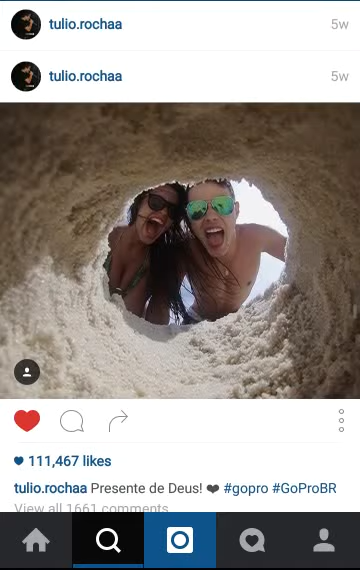 tulio.rochaa 5w
tulio.rochaa 5w
111,467 likes
tulio.rochaa Presente de Deus! ❤ #gopro #GoProBR
View all 1661 comments